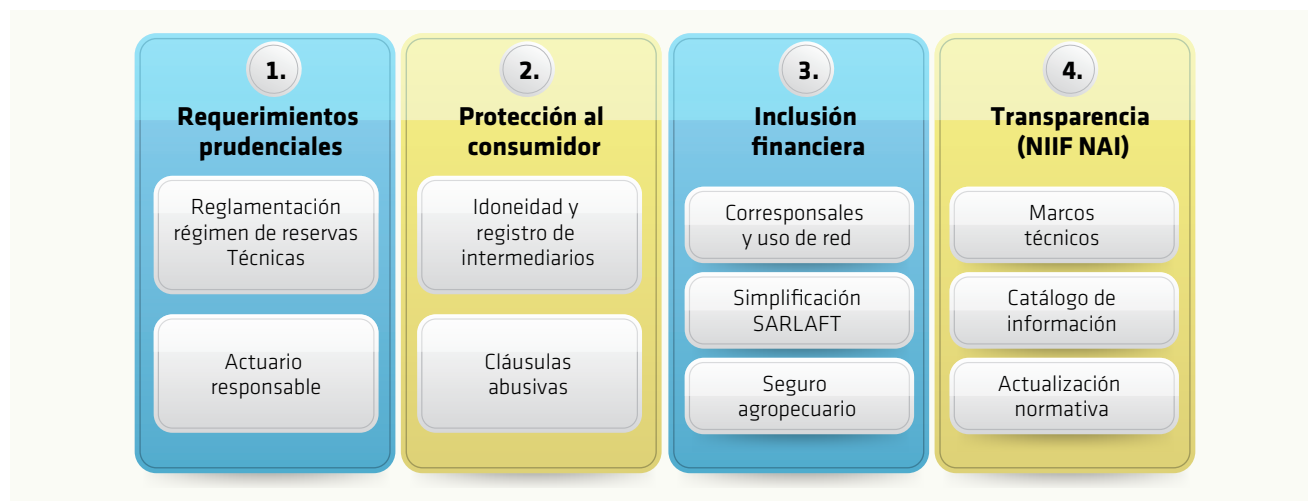 1.
Requerimientos
prudenciales
Reglamentación
régimen de reservas
Técnicas
Actuario
responsable
2.
Protección al
consumidor
Idoneidad y
registro de
intermediarios
Cláusulas
abusivas
3.
Inclusión
financiera
Corresponsales
y uso de red
Simplificación
SARLAFT
Seguro
agropecuario
4.
Transparencia
(NIIF NAI)
Marcos
técnicos
Catálogo de
información
Actualización
normativa